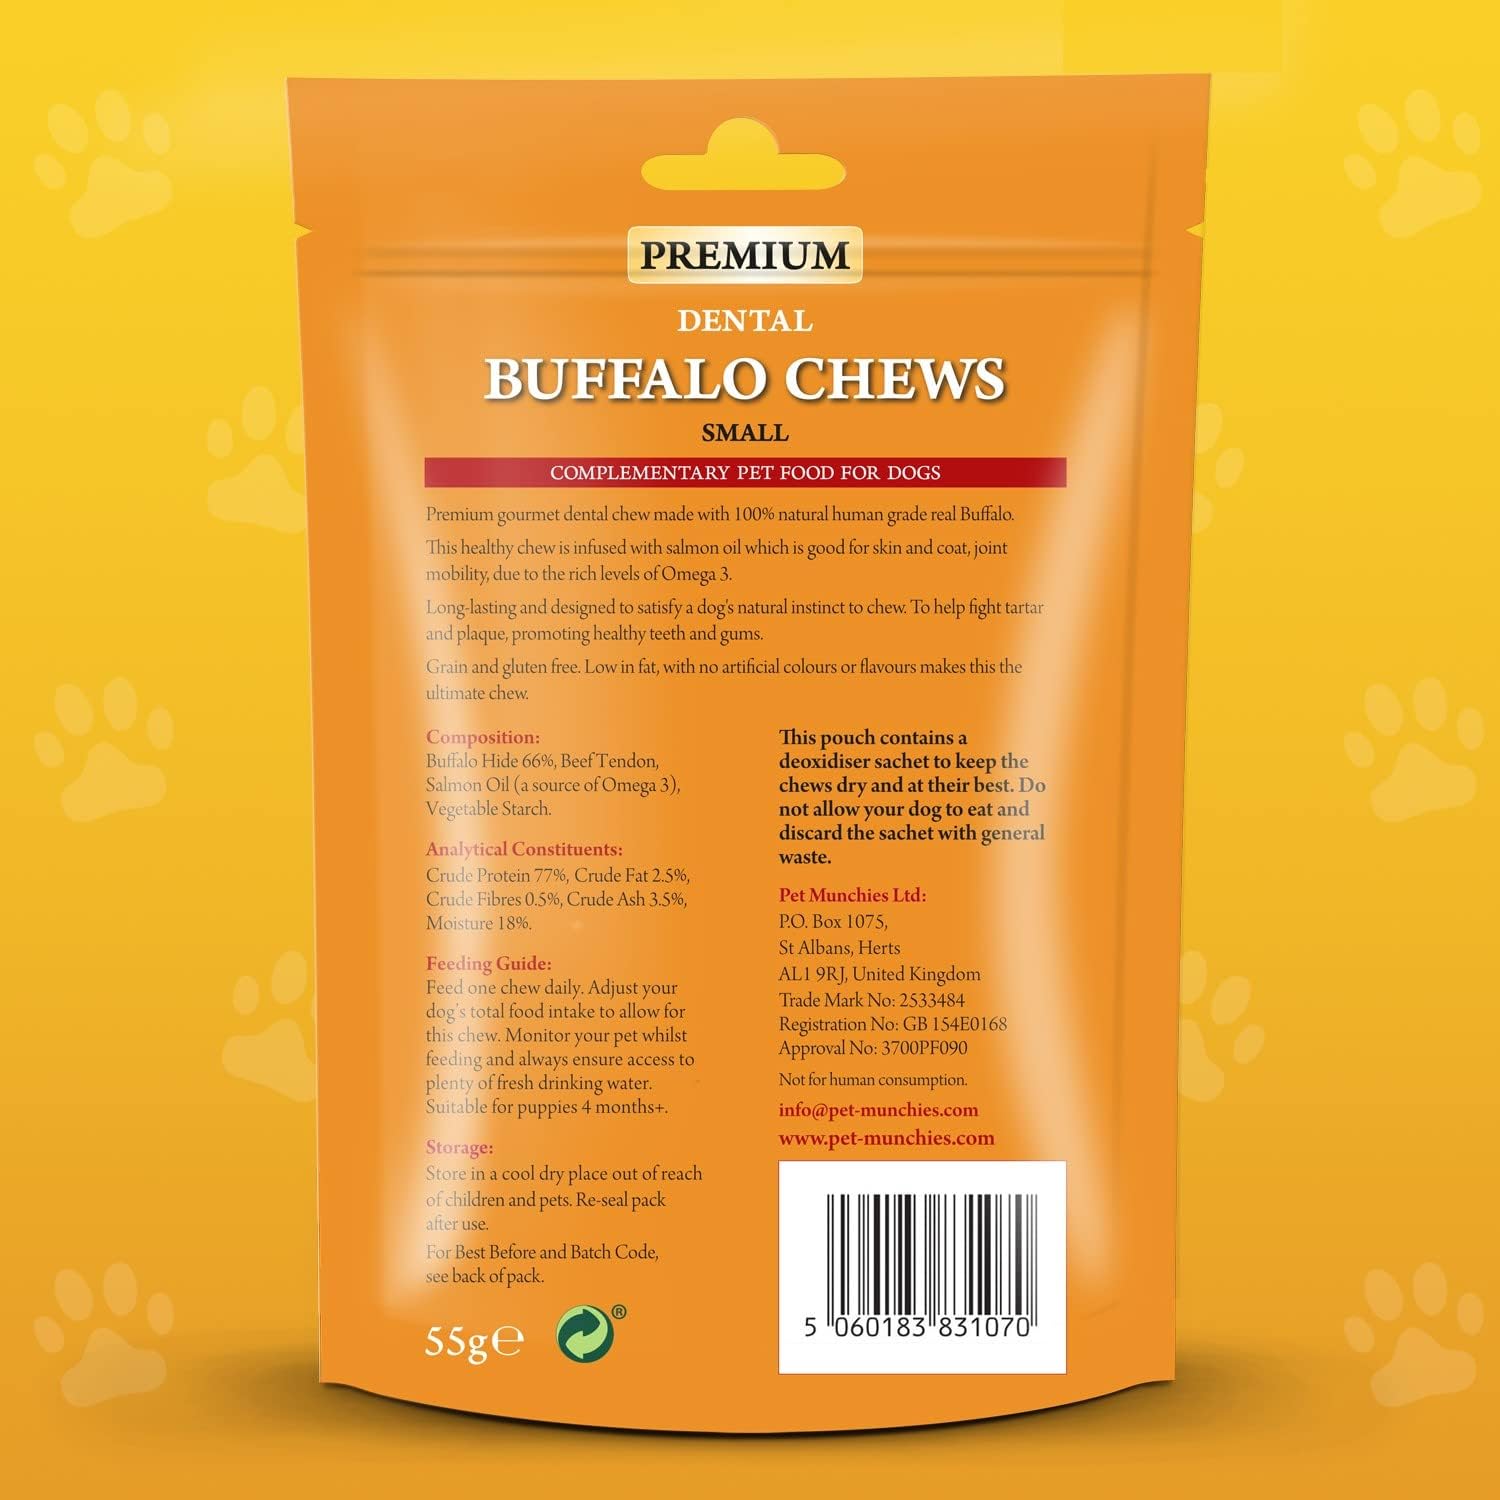 PREMIUM
DENTAL
BUFFALO CHEWS
SMALL
COMPLEMENTARY PET FOOD FOR DOGS
Premium gourmet dental chew made with 100% natural human grade real Buffalo.
This healthy chew is infused with salmon oil which is good for skin and coat, joint
mobility, due to the rich levels of Omega 3.
Long-lasting and designed to satisfy a dog's natural instinct to chew. To help fight tartar
and plaque, promoting healthy teeth and gums.
Grain and gluten free. Low in fat, with no artificial colours or flavours makes this the
ultimate chew.
Composition:
Buffalo Hide 66%, Beef Tendon,
Salmon Oil (a source of Omega 3),
Vegetable Starch.
Analytical Constituents:
Crude Protein 77%, Crude Fat 2.5%,
Crude Fibres 0.5%, Crude Ash 3.5%,
Moisture 18%.
Feeding Guide:
Feed one chew daily. Adjust your
dog's total food intake to allow for
this chew. Monitor your pet whilst
feeding and always ensure access to
plenty of fresh drinking water.
Suitable for puppies 4 months+.
Storage:
Store in a cool dry place out of reach
of children and pets. Re-seal pack
after use.
For Best Before and Batch Code,
see back of pack.
55g℮
®
This pouch contains a
deoxidiser sachet to keep the
chews dry and at their best. Do
not allow your dog to eat and
discard the sachet with general
waste.
Pet Munchies Ltd:
P.O. Box 1075,
St Albans, Herts
AL1 9RJ, United Kingdom
Trade Mark No: 2533484
Registration No: GB 154E0168
Approval No: 3700PF090
Not for human consumption.
info@pet-munchies.com
www.pet-munchies.com
5 060183 831070